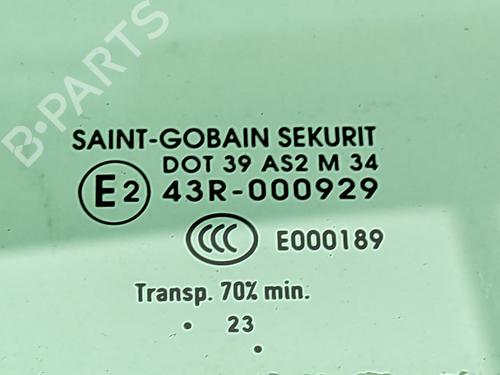 B-PARTS
SAINT-GOBAIN SEKURIT
DOT 39 AS2 M 34
E2 43R-000929
CCC E000189
Transp. 70% min.
• 23
•